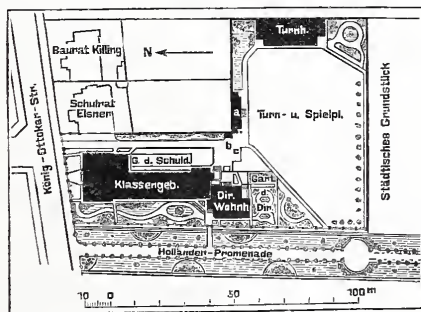 Baurat Killing
N
Turnh.
Schulrat
Elsner
König-Ottokar-Str.
a
Turn- u. Spielpl.
Städtisches Grundstück
b
c
G. d. Schuld.
Klassengeb.
Dir.
Wohnh.
Gart.
d.
Dir.
Holländer-Promenade
10 0 50 100 m